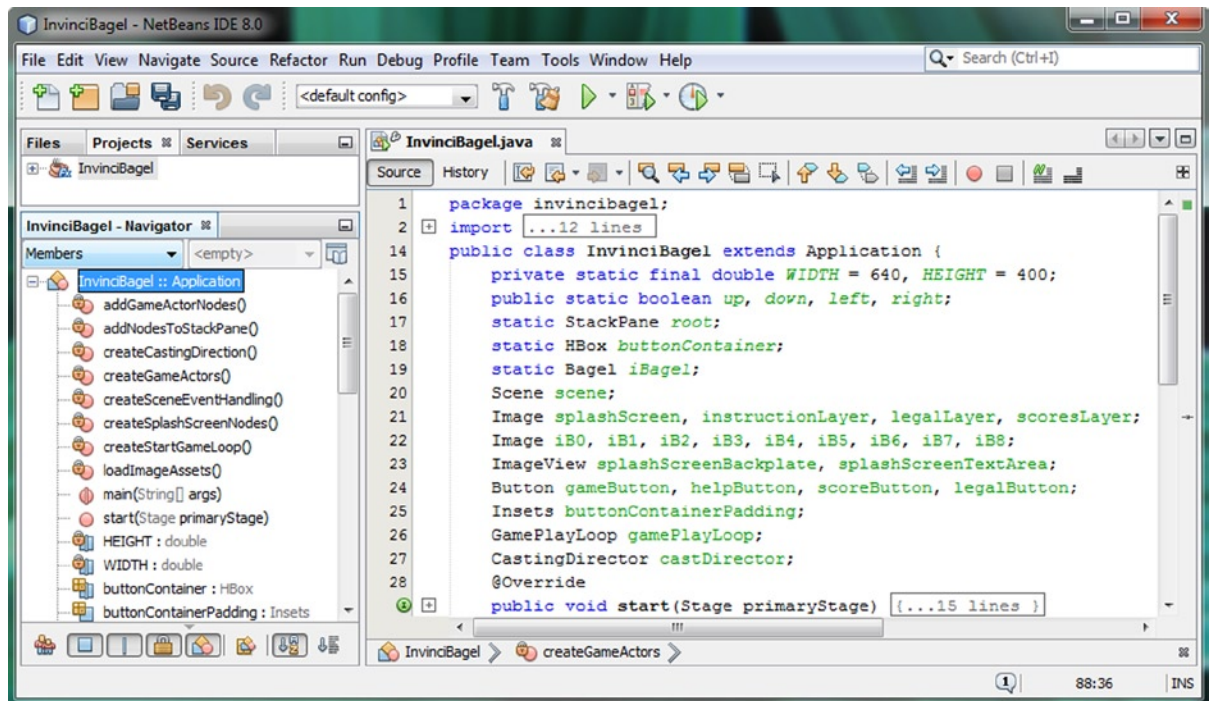 InvinciBagel - NetBeans IDE 8.0
File Edit View Navigate Source Refactor Run Debug Profile Team Tools Window Help
Search (Ctrl+I)
<default config>
Files Projects Services
InvinciBagel
InvinciBagel - Navigator
Members <empty>
InvinciBagel :: Application
addGameActorNodes()
addNodesToStackPane()
createCastingDirection()
createGameActors()
createSceneEventHandling()
createSplashScreenNodes()
createStartGameLoop()
loadImageAssets()
main(String[] args)
start(Stage primaryStage)
HEIGHT : double
WIDTH : double
buttonContainer : HBox
buttonContainerPadding : Insets
InvinciBagel.java
Source History
1 package invincibagel;
2 import ...12 lines
14 public class InvinciBagel extends Application {
15 private static final double WIDTH = 640, HEIGHT = 400;
16 public static boolean up, down, left, right;
17 static StackPane root;
18 static HBox buttonContainer;
19 static Bagel iBagel;
20 Scene scene;
21 Image splashScreen, instructionLayer, legalLayer, scoresLayer;
22 Image iB0, iB1, iB2, iB3, iB4, iB5, iB6, iB7, iB8;
23 ImageView splashScreenBackplate, splashScreenTextArea;
24 Button gameButton, helpButton, scoreButton, legalButton;
25 Insets buttonContainerPadding;
26 GamePlayLoop gamePlayLoop;
27 CastingDirector castDirector;
28 @Override
public void start(Stage primaryStage) {...15 lines }
InvinciBagel createGameActors
1 88:36 INS